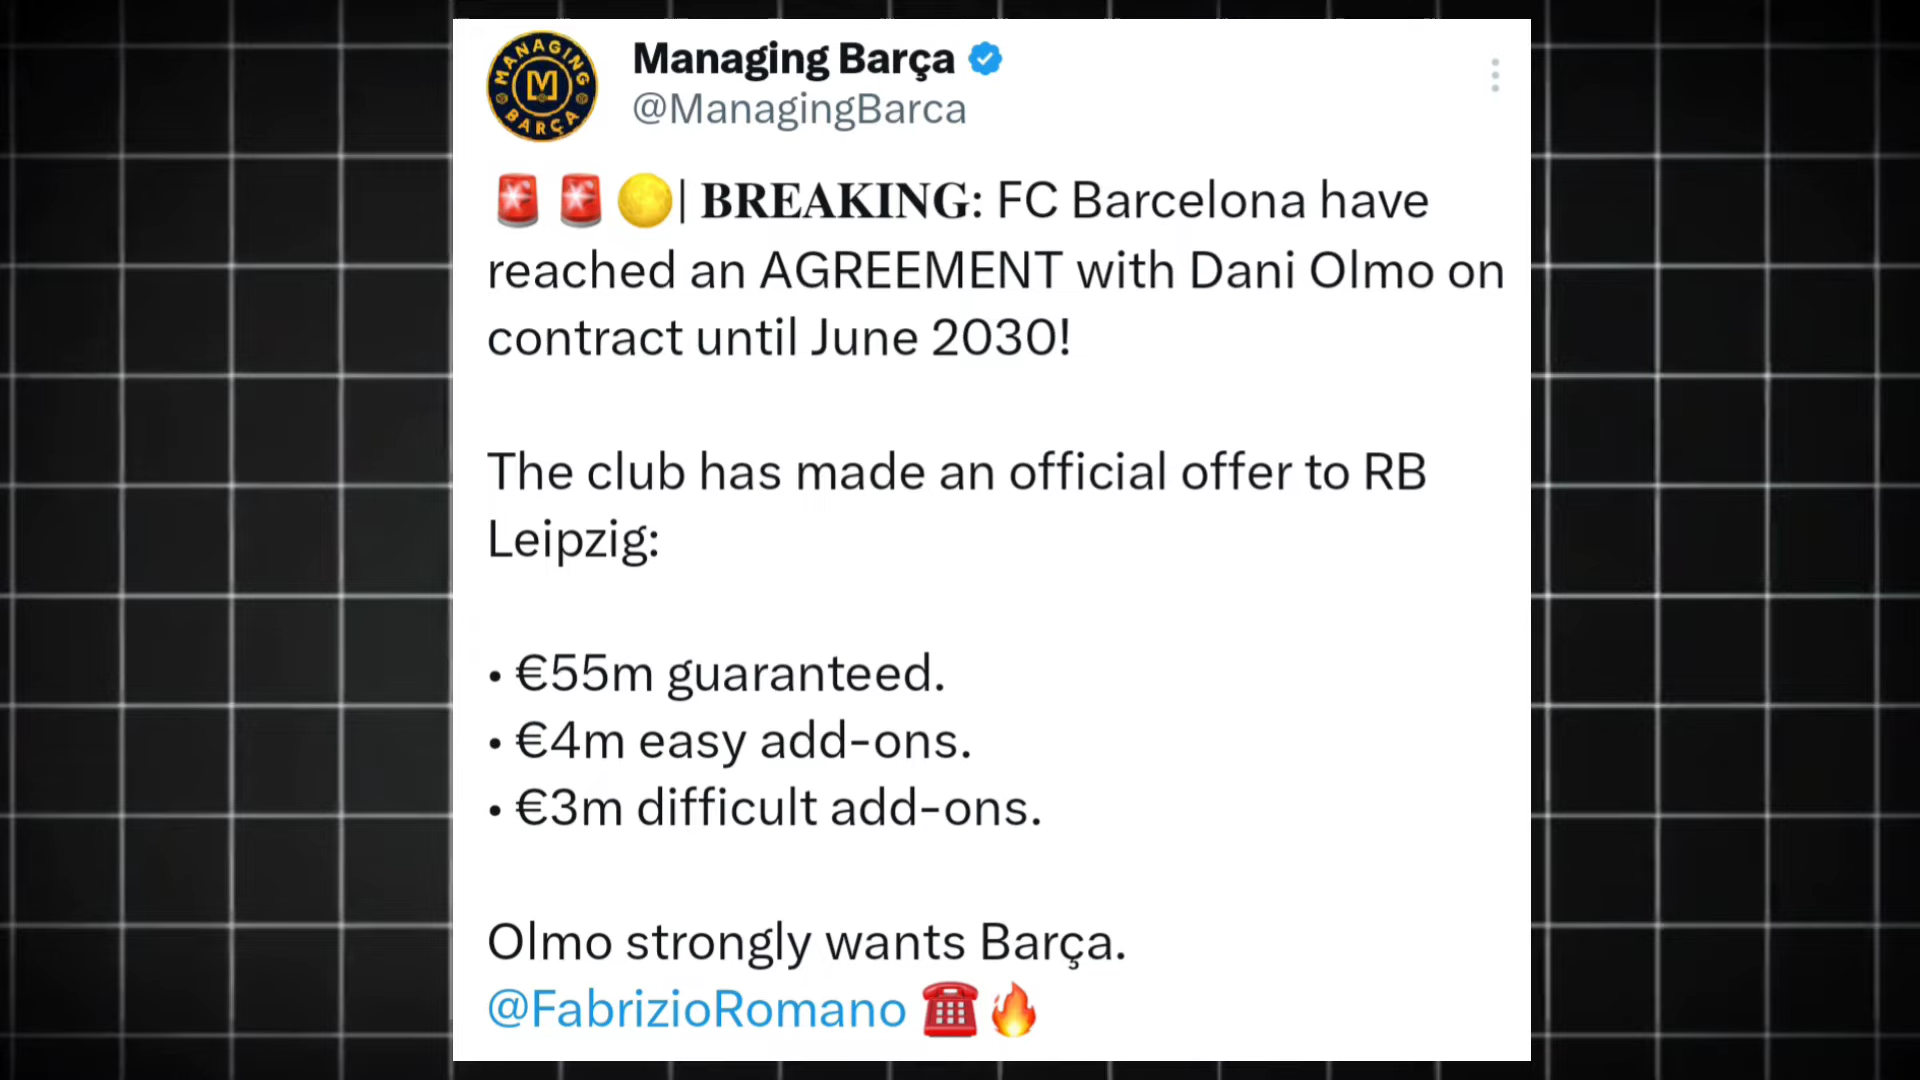 MANAGING
M
BARÇA
Managing Barça
@ManagingBarca
🚨🚨🌕| 𝐁𝐑𝐄𝐀𝐊𝐈𝐍𝐆: FC Barcelona have
reached an AGREEMENT with Dani Olmo on
contract until June 2030!
The club has made an official offer to RB
Leipzig:
• €55m guaranteed.
• €4m easy add-ons.
• €3m difficult add-ons.
Olmo strongly wants Barça.
@FabrizioRomano ☎️🔥